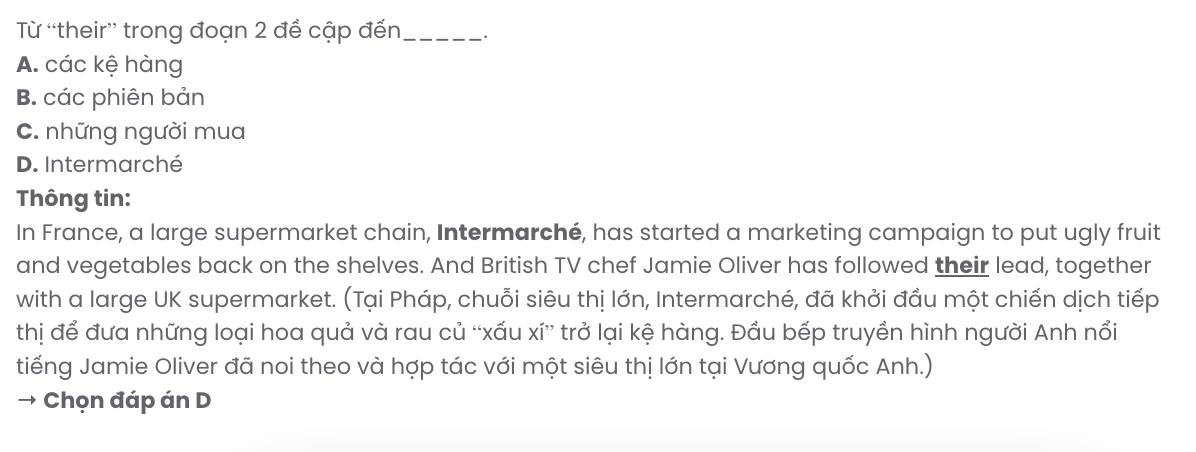 Từ “their” trong đoạn 2 đề cập đến_____.
A. các kệ hàng
B. các phiên bản
C. những người mua
D. Intermarché
Thông tin:
In France, a large supermarket chain, Intermarché, has started a marketing campaign to put ugly fruit
and vegetables back on the shelves. And British TV chef Jamie Oliver has followed their lead, together
with a large UK supermarket. (Tại Pháp, chuỗi siêu thị lớn, Intermarché, đã khởi đầu một chiến dịch tiếp
thị để đưa những loại hoa quả và rau củ “xấu xí” trở lại kệ hàng. Đầu bếp truyền hình người Anh nổi
tiếng Jamie Oliver đã noi theo và hợp tác với một siêu thị lớn tại Vương quốc Anh.)
→ Chọn đáp án D